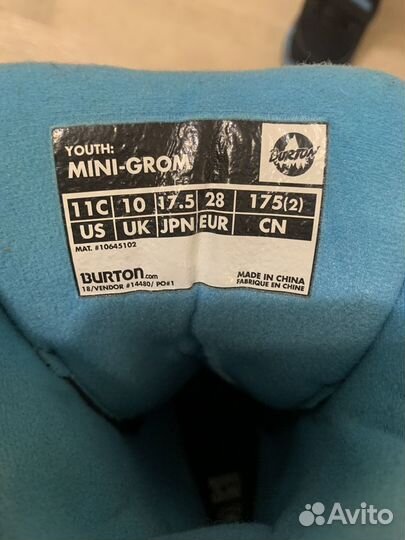 YOUTH:
MINI-GROM
BURTON
11C 10 17.5 28 175(2)
US UK JPN EUR CN
MAT. #10645102
BURTON.com
18/VENDOR #14480/ PO#1
MADE IN CHINA
FABRIQUE EN CHINE
Avito